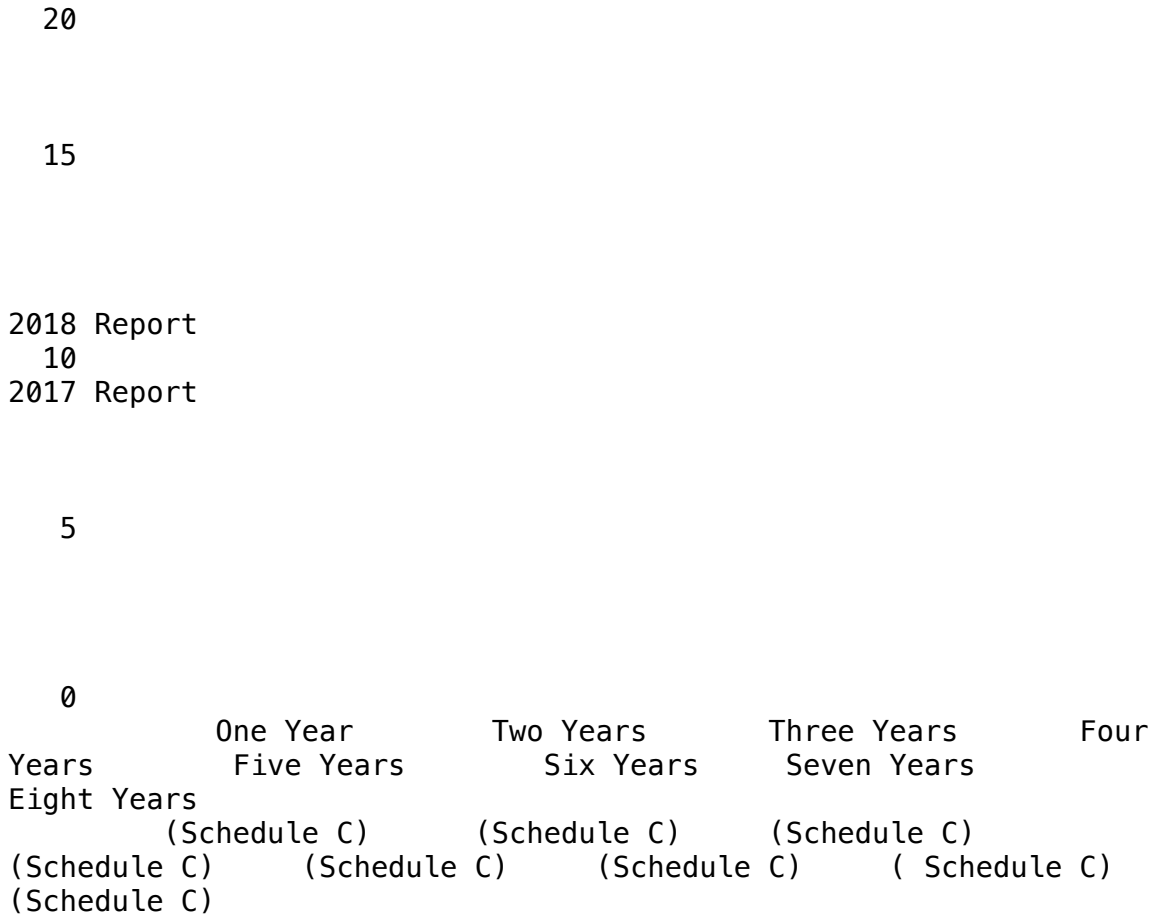 20
15
2018 Report
10
2017 Report
5
0
One Year Two Years Three Years Four
Years Five Years Six Years Seven Years
Eight Years
(Schedule C) (Schedule C) (Schedule C)
(Schedule C) (Schedule C) (Schedule C) ( Schedule C)
(Schedule C)